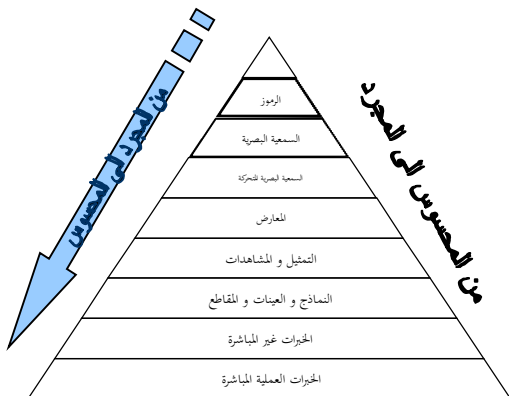 الرموز
السمعية البصرية
السمعية البصرية المتحركة
المعارض
التمثيل و المشاهدات
النماذج و العينات و المقاطع
الخبرات غير المباشرة
الخبرات العملية المباشرة
من المحسوس الى المجرد
من المجرد الى المحسوس